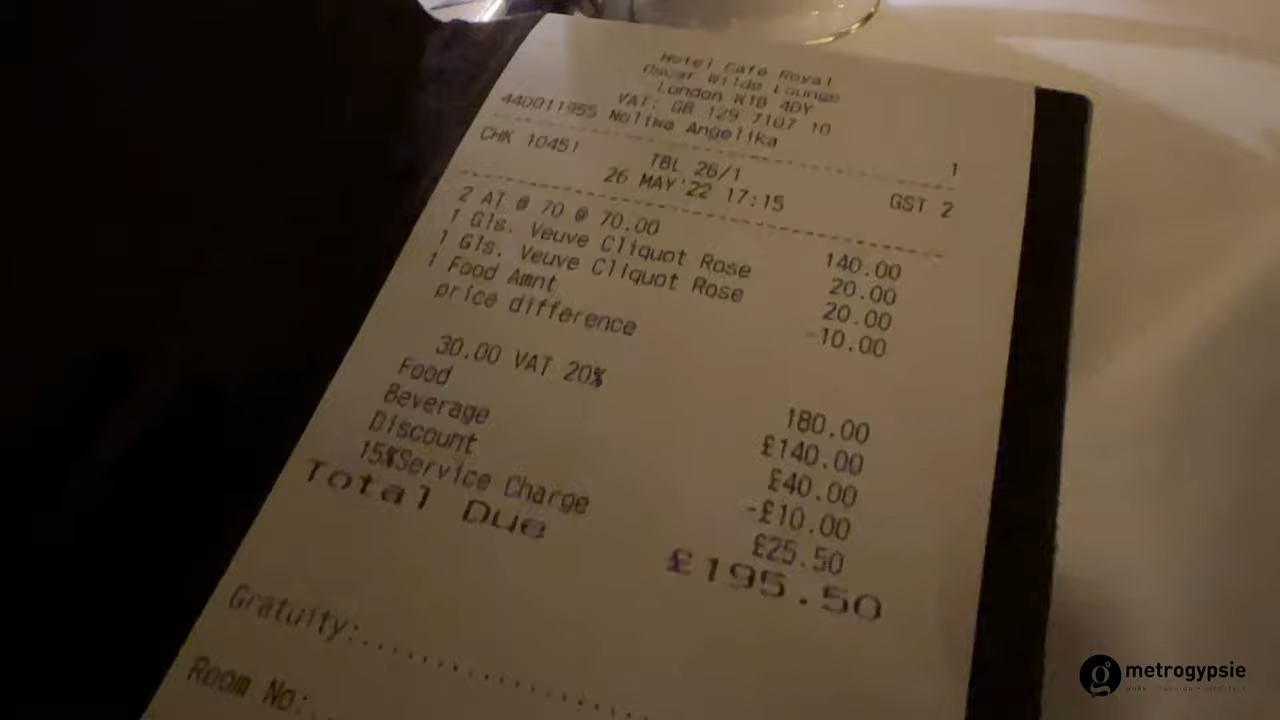 Hotel Cafe Royal
Oscar Wilde Lounge
London W1B 4DY
VAT: GB 129 7107 10
440011955 Noliwa Angelika 1
CHK 10451 TBL 26/1 GST 2
26 MAY'22 17:15
2 AT @ 70 @ 70.00 140.00
1 Gls. Veuve Cliquot Rose 20.00
1 Gls. Veuve Cliquot Rose 20.00
1 Food Amnt -10.00
price difference
30.00 VAT 20% 180.00
Food £140.00
Beverage £40.00
Discount -£10.00
15%Service Charge £25.50
Total Due £195.50
Gratuity:
Room No:
metrogypsie